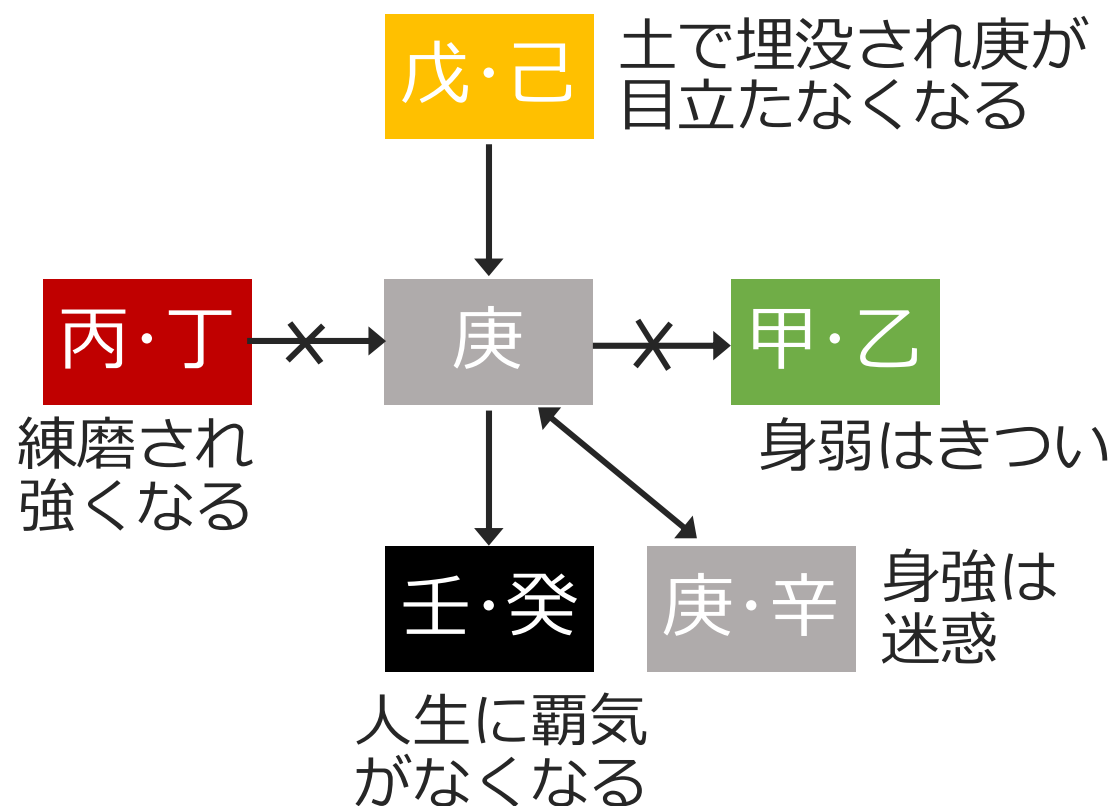 戊・己
土で埋没され庚が
目立たなくなる
丙・丁
庚
甲・乙
練磨され
強くなる
身弱はきつい
壬・癸
庚・辛
身強は
迷惑
人生に覇気
がなくなる